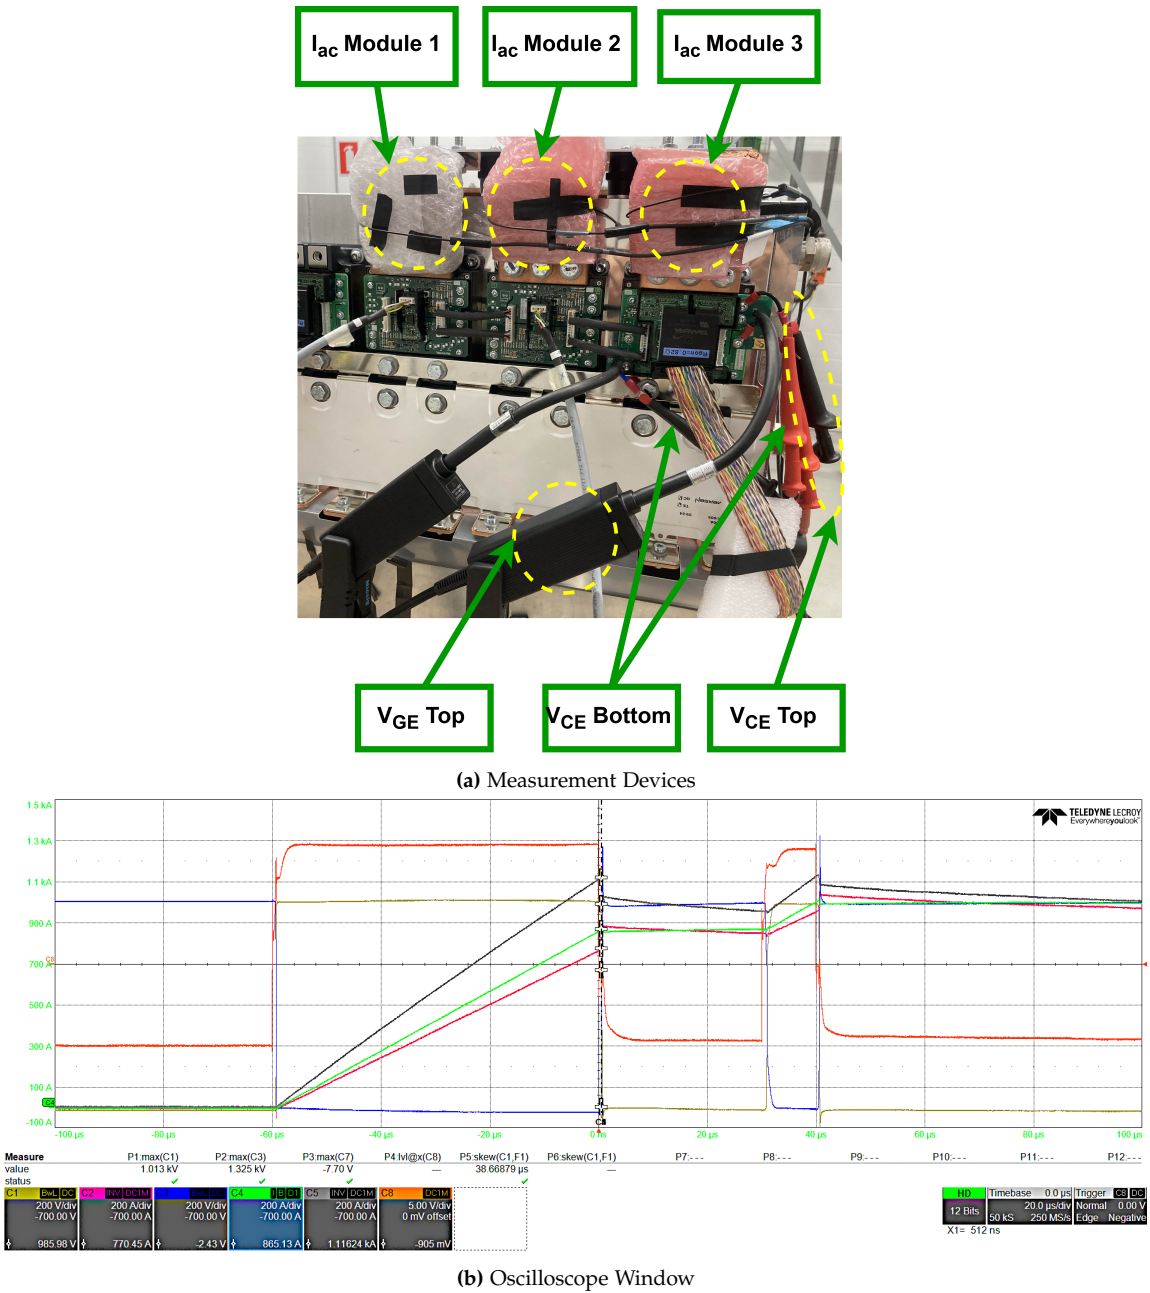 Iac Module 1
Iac Module 2
Iac Module 3
VGE Top
VCE Bottom
VCE Top
(a) Measurement Devices
TELEDYNE LECROY
Everywhereyoulook™
1.5 kA
1.3 kA
1.1 kA
900 A
C8
700 A
500 A
300 A
100 A
C4
-100 A
-100 µs
-80 µs
-60 µs
-40 µs
-20 µs
0 ns
20 µs
40 µs
60 µs
80 µs
100 µs
Measure P1:max(C1) P2:max(C3) P3:max(C7) P4:lvl@x(C8) P5:skew(C1,F1) P6:skew(C1,F1) P7:--- P8:--- P9:--- P10:--- P11:--- P12:---
value 1.013 kV 1.325 kV -7.70 V --- 38.66879 µs ---
status
C1 BwL DC C2 INV DC1M C3 C4 C5 INV DC1M C8 DC1M
200 V/div 200 A/div 200 V/div 200 A/div 200 A/div 5.00 V/div
-700.00 V -700.00 A -700.00 V -700.00 A -700.00 A 0 mV offset
985.98 V 770.45 A -2.43 V 865.13 A 1.11624 kA -905 mV
HD Timebase 0.0 µs Trigger C8 DC
12 Bits 20.0 µs/div Normal 0.00 V
50 kS 250 MS/s Edge Negative
X1= 512 ns
(b) Oscilloscope Window